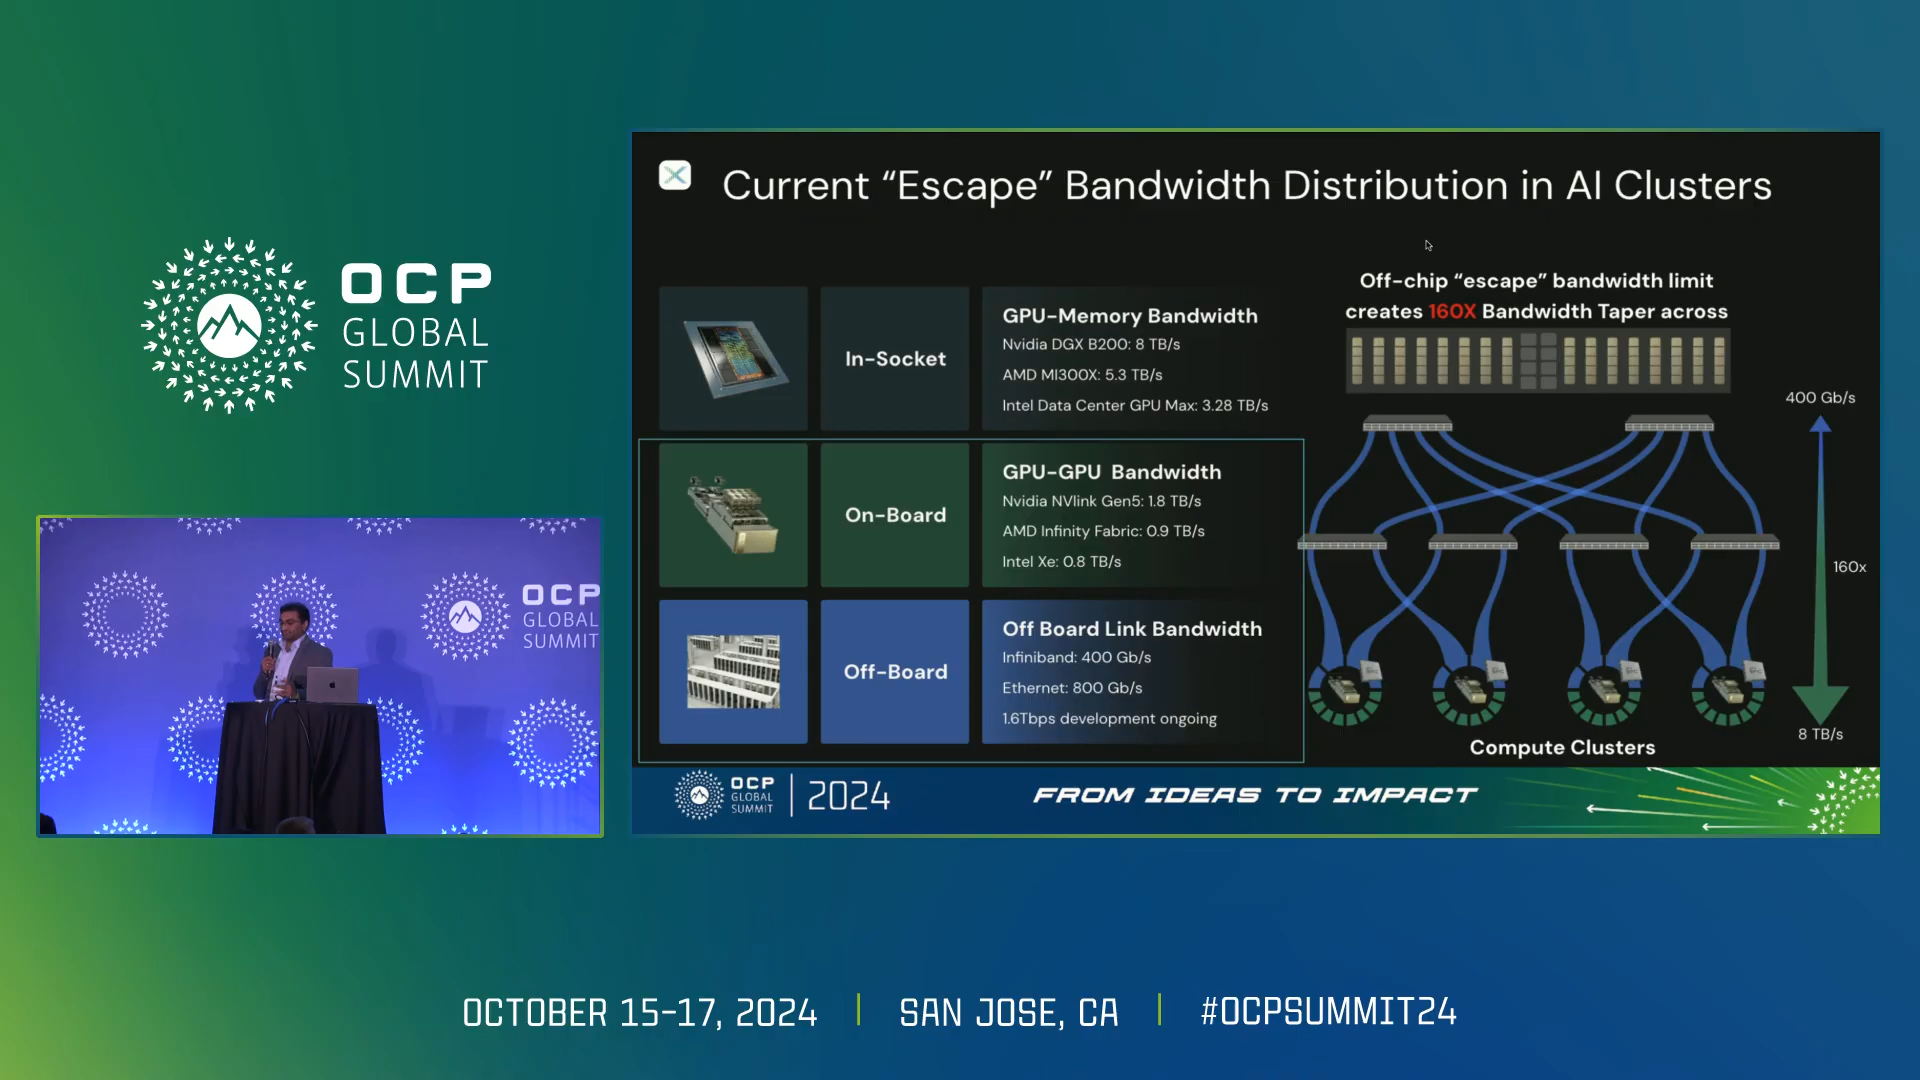 OCP
GLOBAL
SUMMIT
OCP
GLOBAL
SUMMIT
Current “Escape” Bandwidth Distribution in AI Clusters
In-Socket
GPU-Memory Bandwidth
Nvidia DGX B200: 8 TB/s
AMD MI300X: 5.3 TB/s
Intel Data Center GPU Max: 3.28 TB/s
On-Board
GPU-GPU Bandwidth
Nvidia NVlink Gen5: 1.8 TB/s
AMD Infinity Fabric: 0.9 TB/s
Intel Xe: 0.8 TB/s
Off-Board
Off Board Link Bandwidth
Infiniband: 400 Gb/s
Ethernet: 800 Gb/s
1.6Tbps development ongoing
Off-chip “escape” bandwidth limit
creates 160X Bandwidth Taper across
400 Gb/s
160x
8 TB/s
Compute Clusters
OCP
GLOBAL
SUMMIT
2024
FROM IDEAS TO IMPACT
OCTOBER 15-17, 2024
SAN JOSE, CA
#OCPSUMMIT24